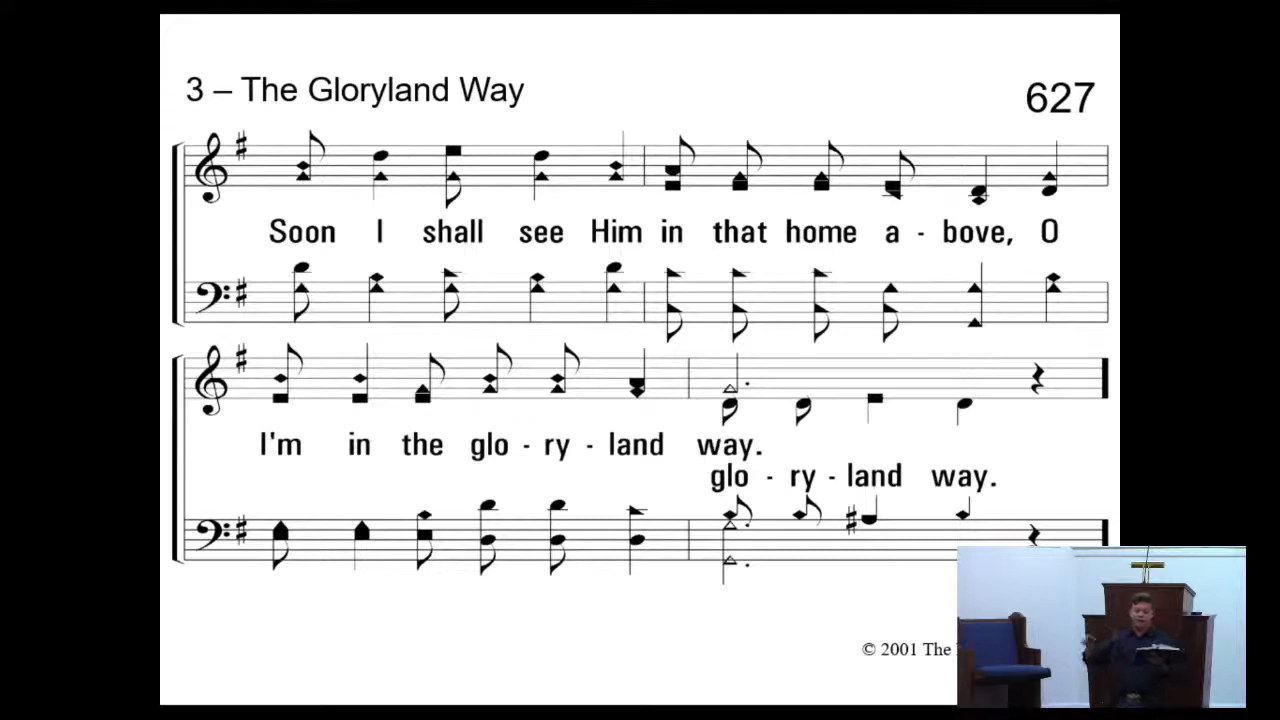 3 – The Gloryland Way
627
Soon I shall see Him in that home a - bove, O
I'm in the glo - ry - land way.
glo - ry - land way.
© 2001 The